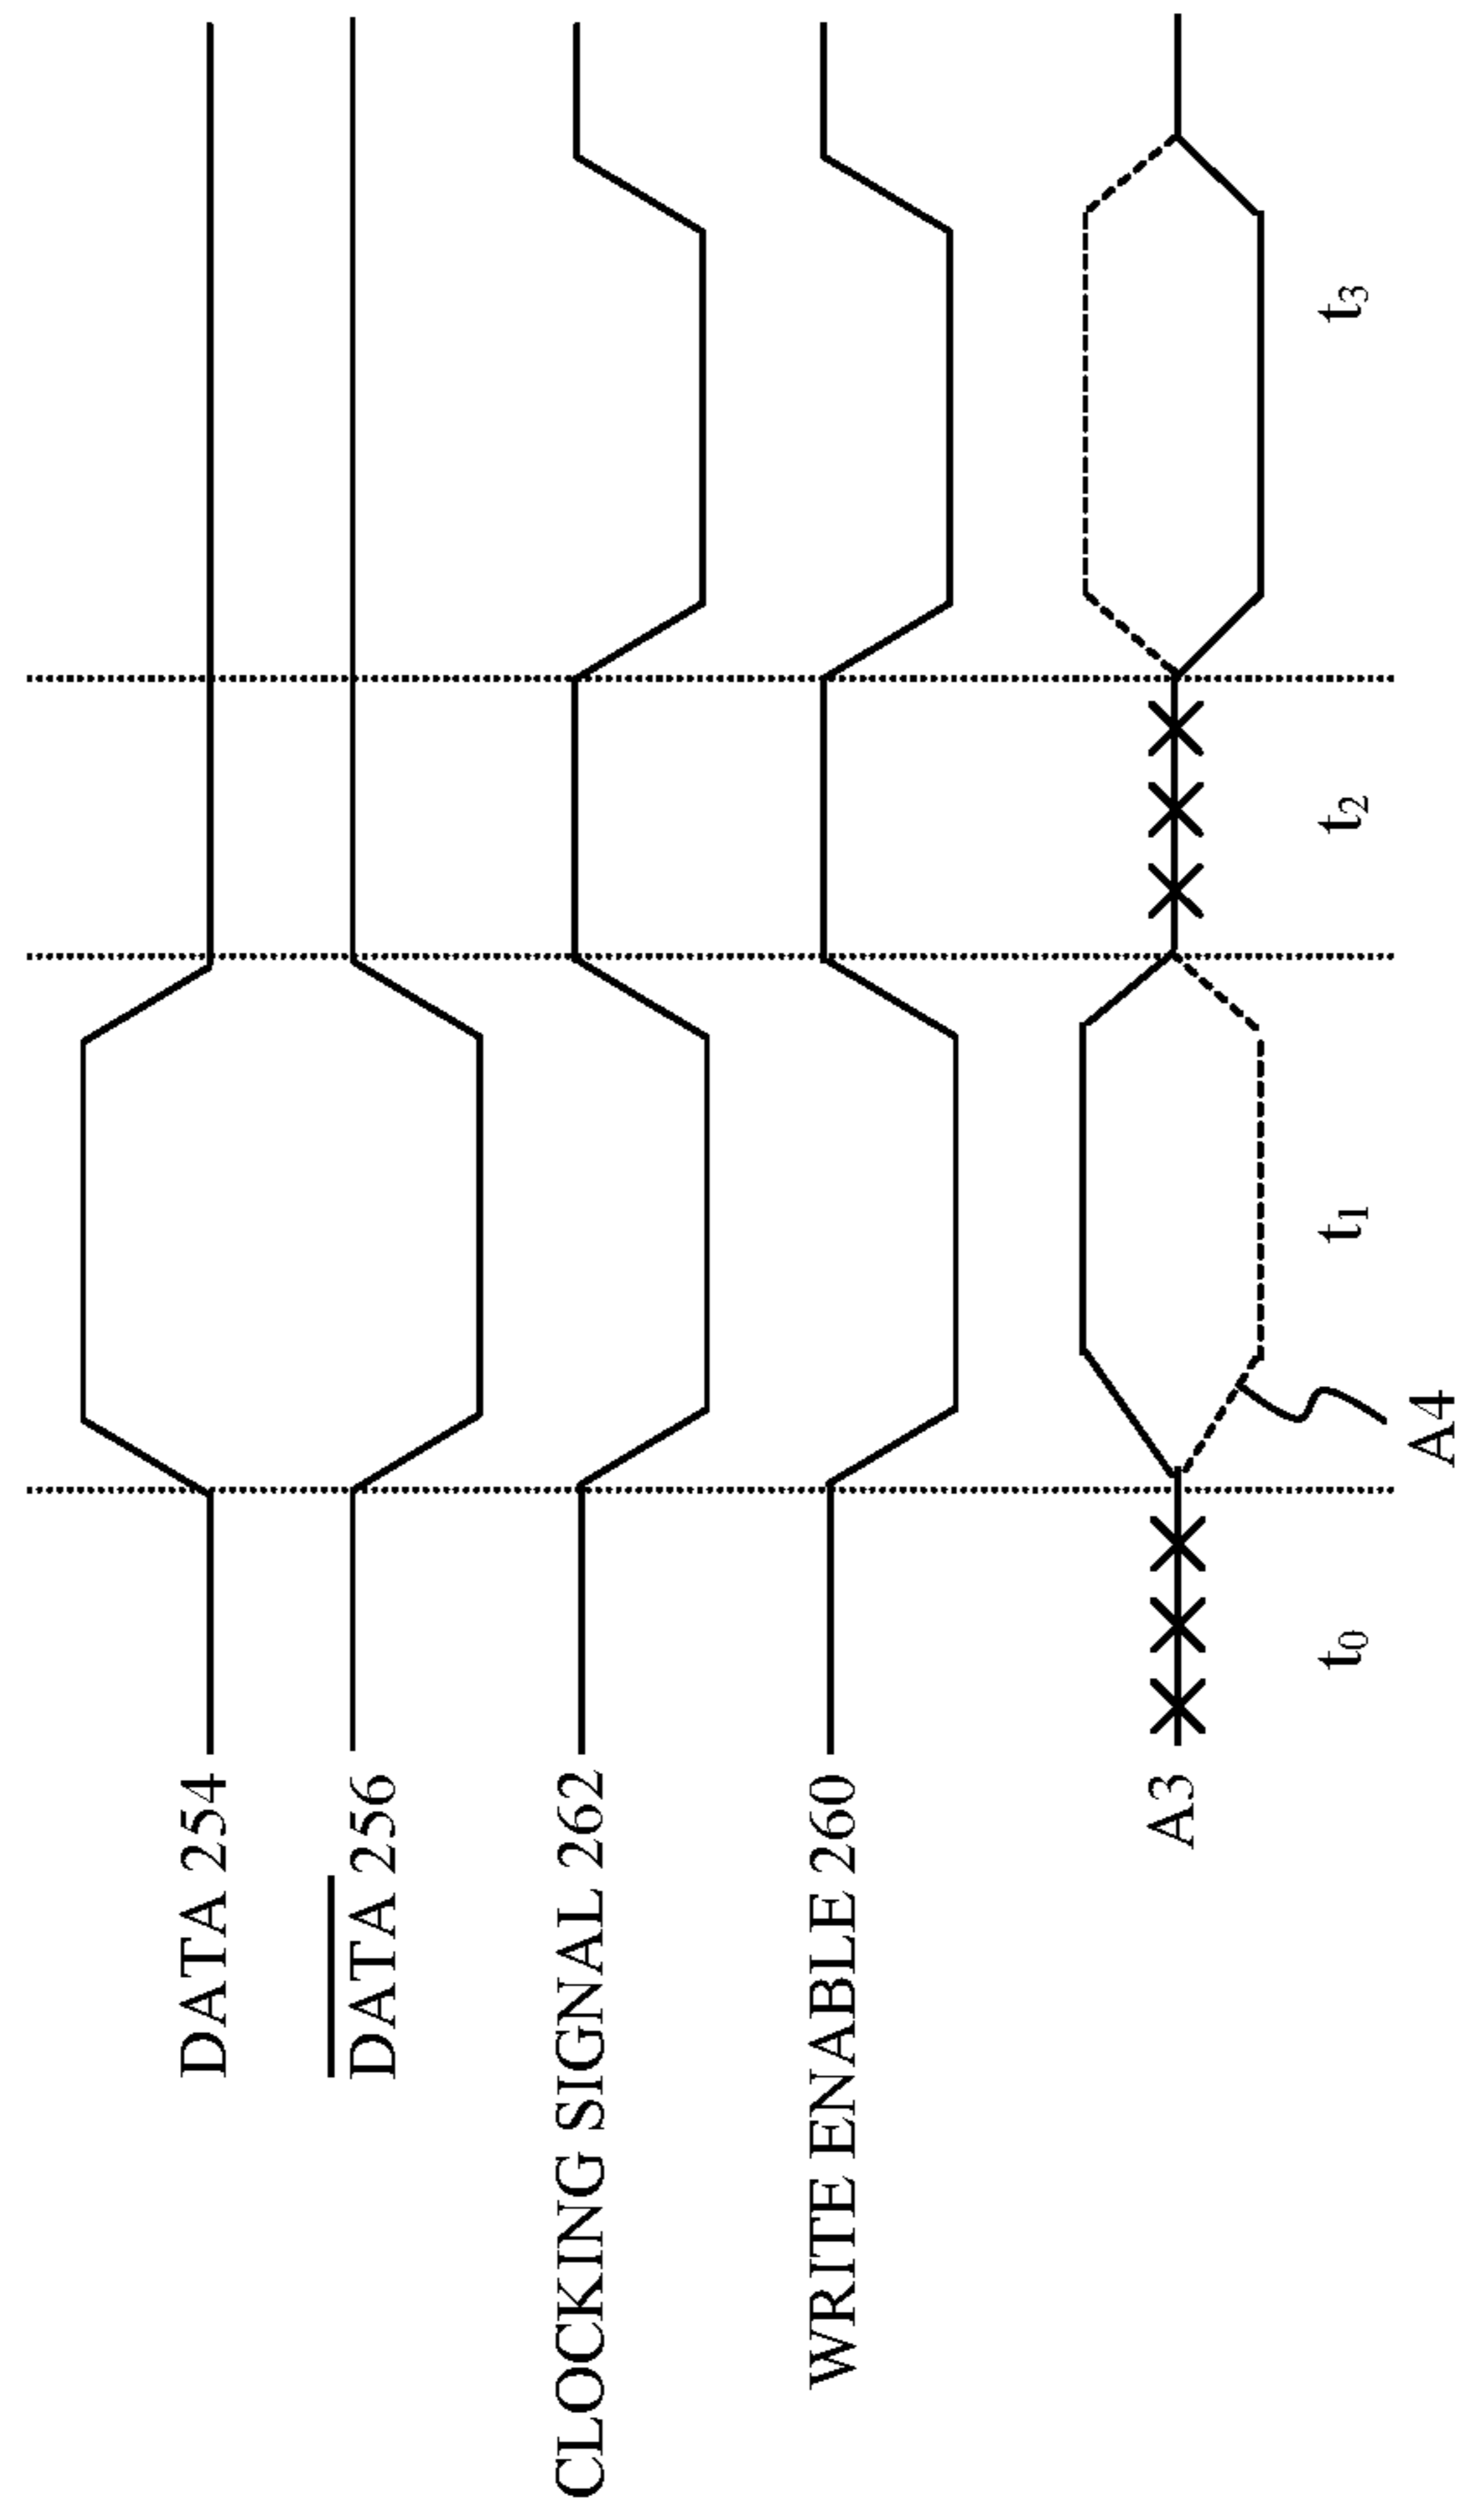 DATA 254
DATA 256
CLOCKING SIGNAL 262
WRITE ENABLE 260
A3
t0
t1
t2
t3
A4